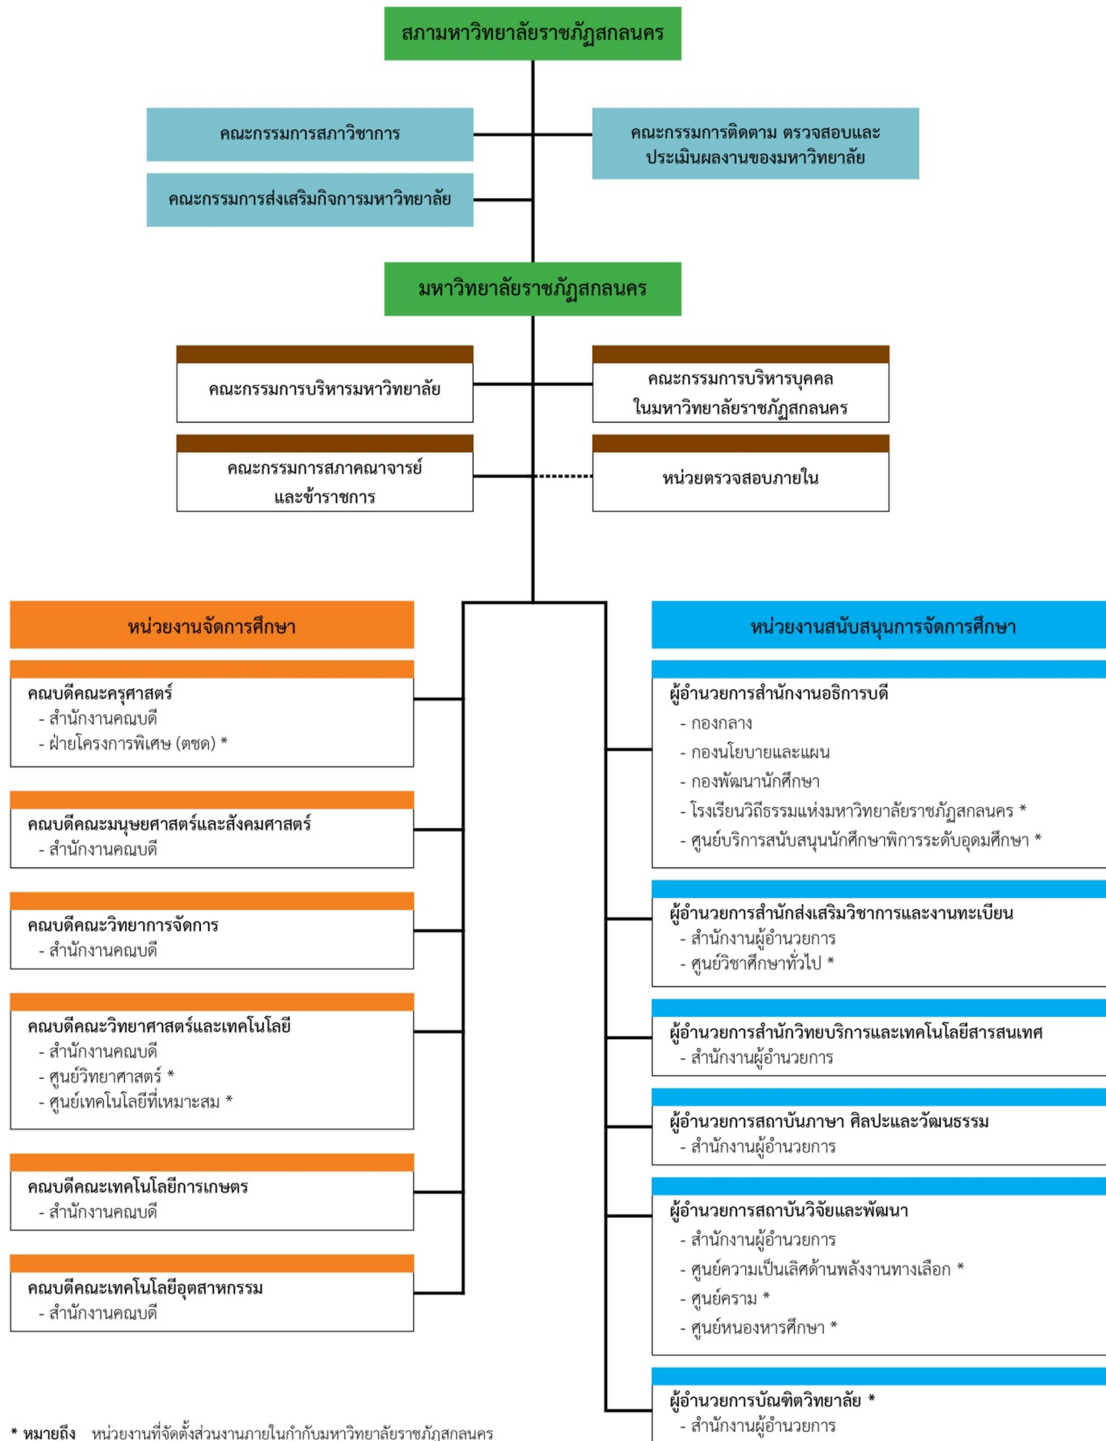 สภามหาวิทยาลัยราชภัฏสกลนคร
คณะกรรมการสภาวิชาการ
คณะกรรมการติดตาม ตรวจสอบและ
ประเมินผลงานของมหาวิทยาลัย
คณะกรรมการส่งเสริมกิจการมหาวิทยาลัย
มหาวิทยาลัยราชภัฏสกลนคร
คณะกรรมการบริหารมหาวิทยาลัย
คณะกรรมการบริหารบุคคล
ในมหาวิทยาลัยราชภัฏสกลนคร
คณะกรรมการสภาคณาจารย์
และข้าราชการ
หน่วยตรวจสอบภายใน
หน่วยงานจัดการศึกษา
คณบดีคณะครุศาสตร์
- สำนักงานคณบดี
- ฝ่ายโครงการพิเศษ (ตชด) *
คณบดีคณะมนุษยศาสตร์และสังคมศาสตร์
- สำนักงานคณบดี
คณบดีคณะวิทยาการจัดการ
- สำนักงานคณบดี
คณบดีคณะวิทยาศาสตร์และเทคโนโลยี
- สำนักงานคณบดี
- ศูนย์วิทยาศาสตร์ *
- ศูนย์เทคโนโลยีที่เหมาะสม *
คณบดีคณะเทคโนโลยีการเกษตร
- สำนักงานคณบดี
คณบดีคณะเทคโนโลยีอุตสาหกรรม
- สำนักงานคณบดี
หน่วยงานสนับสนุนการจัดการศึกษา
ผู้อำนวยการสำนักงานอธิการบดี
- กองกลาง
- กองนโยบายและแผน
- กองพัฒนานักศึกษา
- โรงเรียนวิถีธรรมแห่งมหาวิทยาลัยราชภัฏสกลนคร *
- ศูนย์บริการสนับสนุนนักศึกษาพิการระดับอุดมศึกษา *
ผู้อำนวยการสำนักส่งเสริมวิชาการและงานทะเบียน
- สำนักงานผู้อำนวยการ
- ศูนย์วิชาศึกษาทั่วไป *
ผู้อำนวยการสำนักวิทยบริการและเทคโนโลยีสารสนเทศ
- สำนักงานผู้อำนวยการ
ผู้อำนวยการสถาบันภาษา ศิลปะและวัฒนธรรม
- สำนักงานผู้อำนวยการ
ผู้อำนวยการสถาบันวิจัยและพัฒนา
- สำนักงานผู้อำนวยการ
- ศูนย์ความเป็นเลิศด้านพลังงานทางเลือก *
- ศูนย์คราม *
- ศูนย์หนองหารศึกษา *
ผู้อำนวยการบัณฑิตวิทยาลัย *
- สำนักงานผู้อำนวยการ
* หมายถึง หน่วยงานที่จัดตั้งส่วนงานภายในกำกับมหาวิทยาลัยราชภัฏสกลนคร